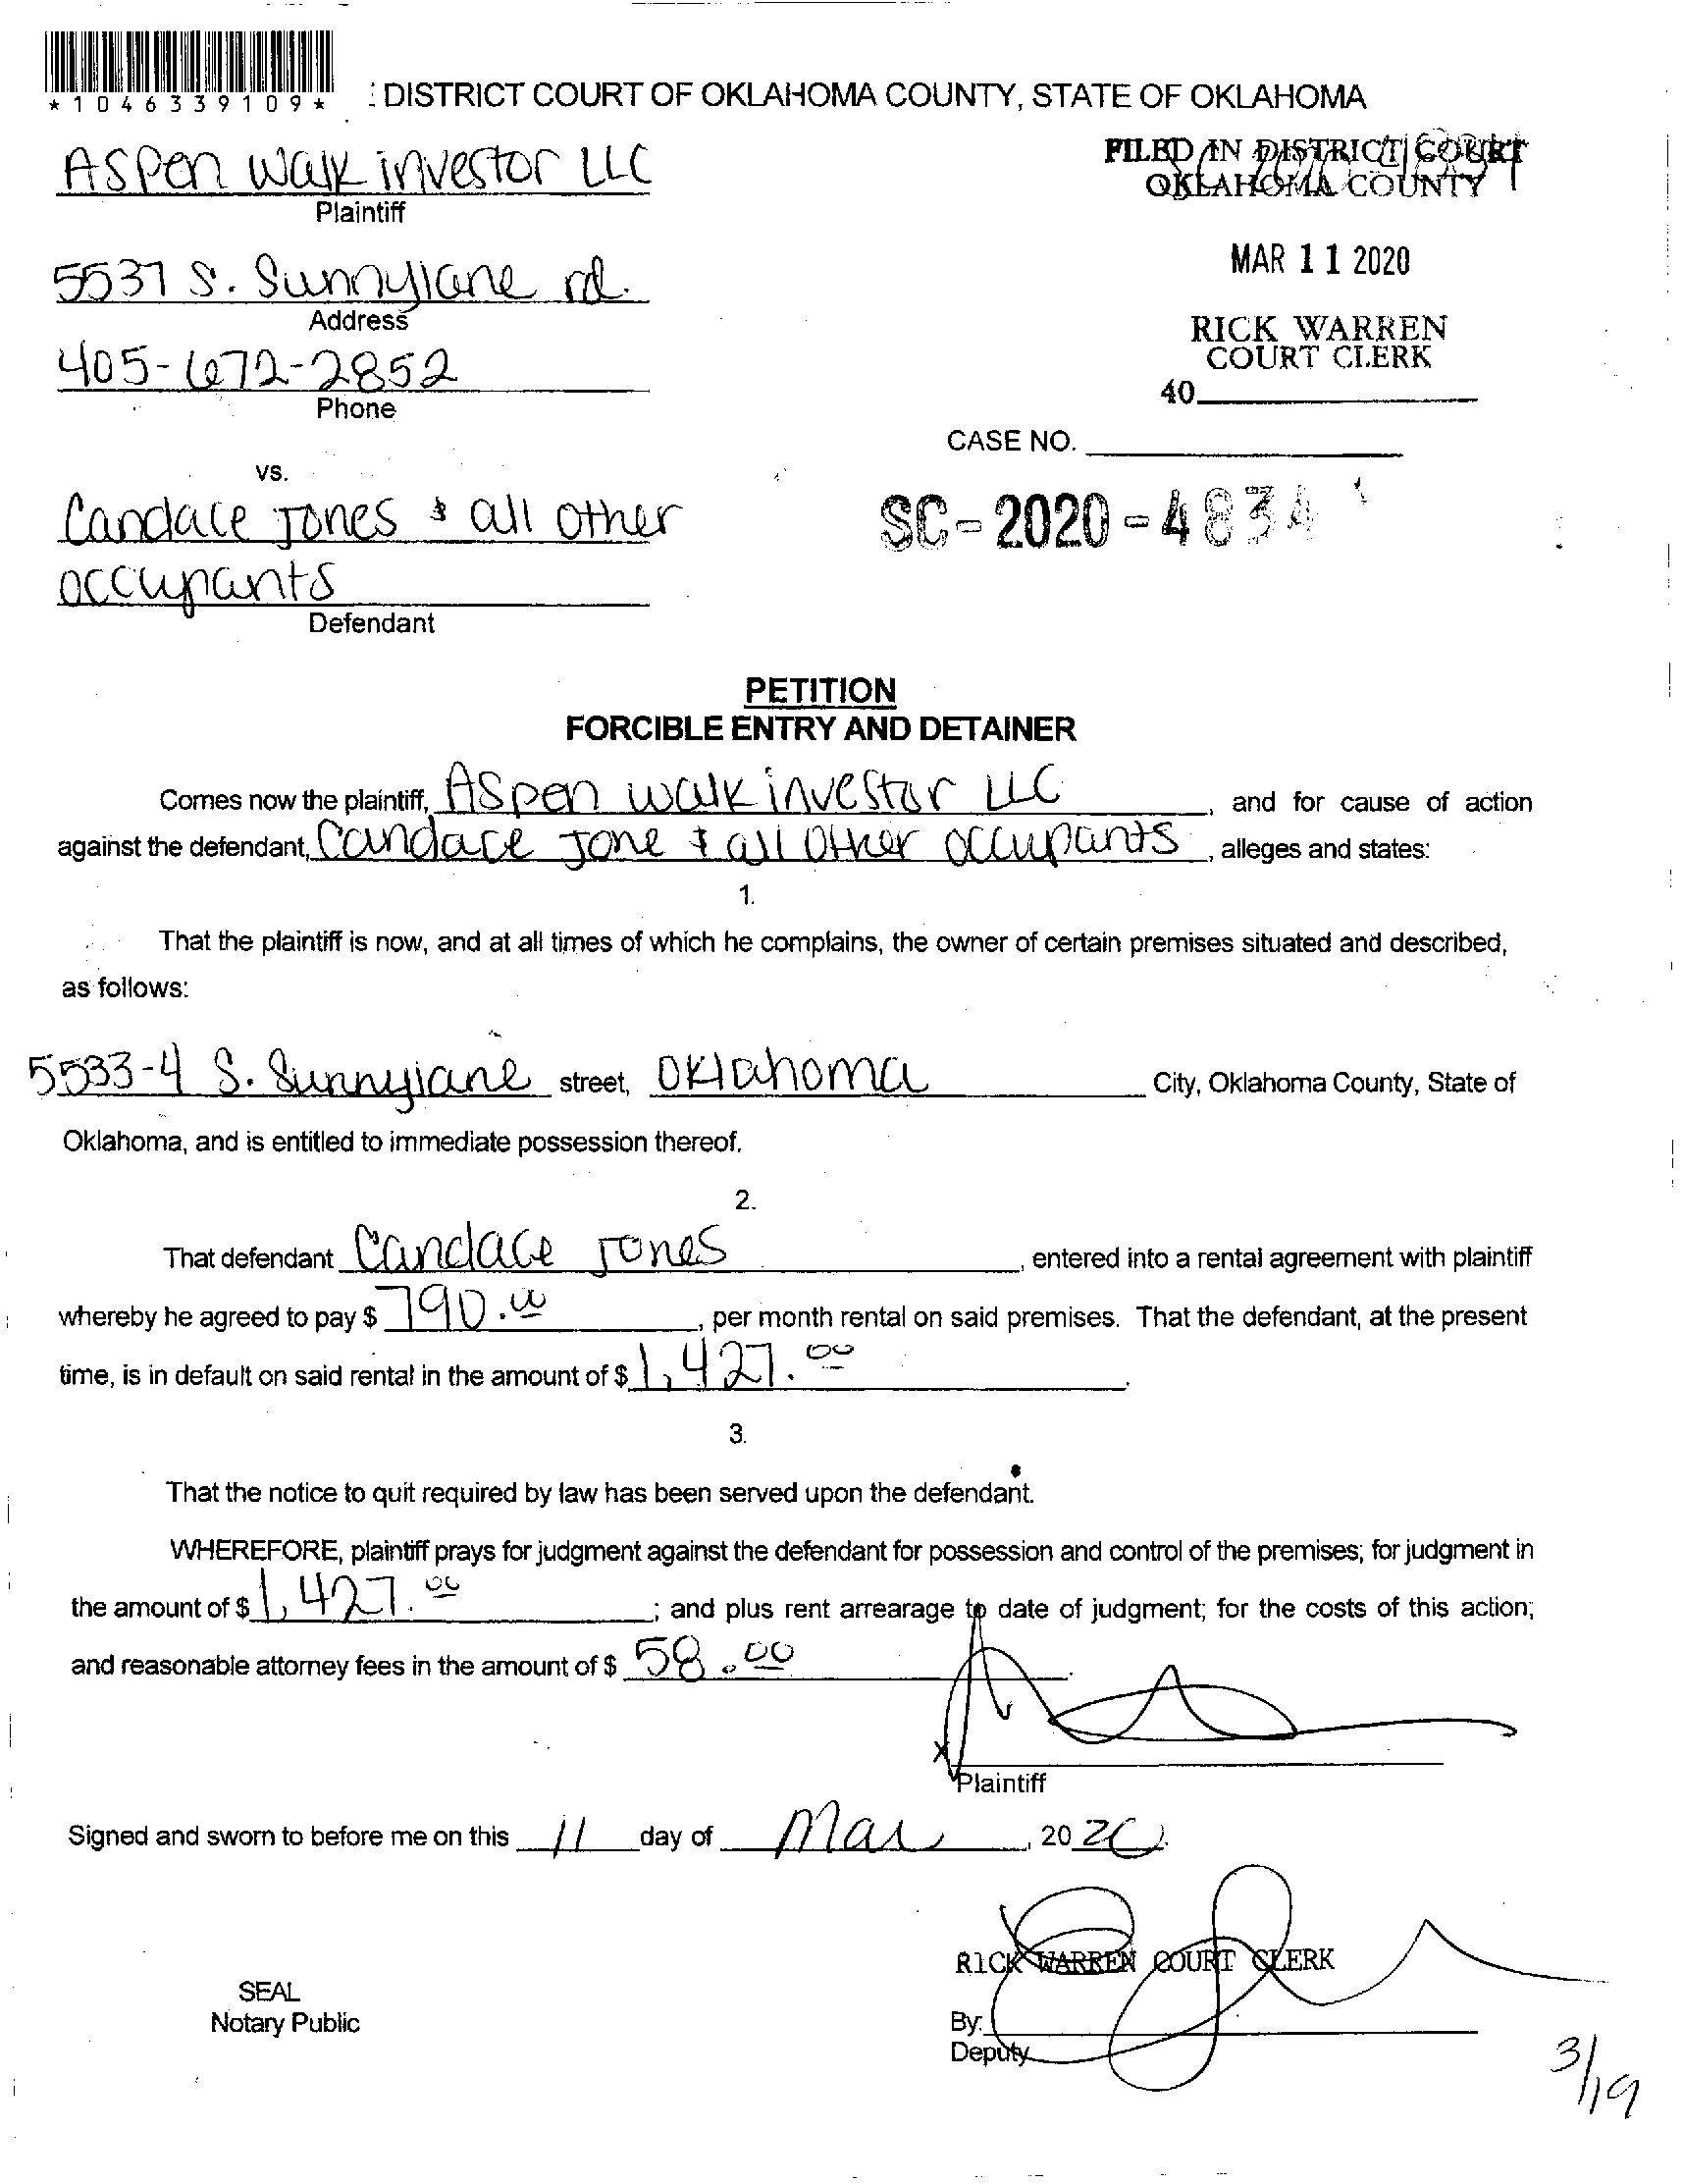 *1046339109*
DISTRICT COURT OF OKLAHOMA COUNTY, STATE OF OKLAHOMA
Aspen Walk investor LLC
Plaintiff
FILED IN DISTRICT COURT
OKLAHOMA COUNTY
5537 S. Sunnylane rd.
Address
MAR 11 2020
405-672-2852
Phone
RICK WARREN
COURT CLERK
40
CASE NO.
vs.
Candace Jones & all other
occupants
Defendant
SC-2020-4834
PETITION
FORCIBLE ENTRY AND DETAINER
Comes now the plaintiff, Aspen walk investor LLC, and for cause of action
against the defendant, Candace Jone & all other occupants, alleges and states:
1.
That the plaintiff is now, and at all times of which he complains, the owner of certain premises situated and described,
as follows:
5533-4 S. Sunnylane street, Oklahoma City, Oklahoma County, State of
Oklahoma, and is entitled to immediate possession thereof.
2.
That defendant Candace Jones, entered into a rental agreement with plaintiff
whereby he agreed to pay $ 790.00, per month rental on said premises. That the defendant, at the present
time, is in default on said rental in the amount of $ 1,427.00.
3.
That the notice to quit required by law has been served upon the defendant.
WHEREFORE, plaintiff prays for judgment against the defendant for possession and control of the premises; for judgment in
the amount of $ 1,427.00; and plus rent arrearage to date of judgment; for the costs of this action;
and reasonable attorney fees in the amount of $ 58.00.
x
Plaintiff
Signed and sworn to before me on this 11 day of Mar, 2020.
RICK WARREN COURT CLERK
SEAL
Notary Public
By:
Deputy
3/19